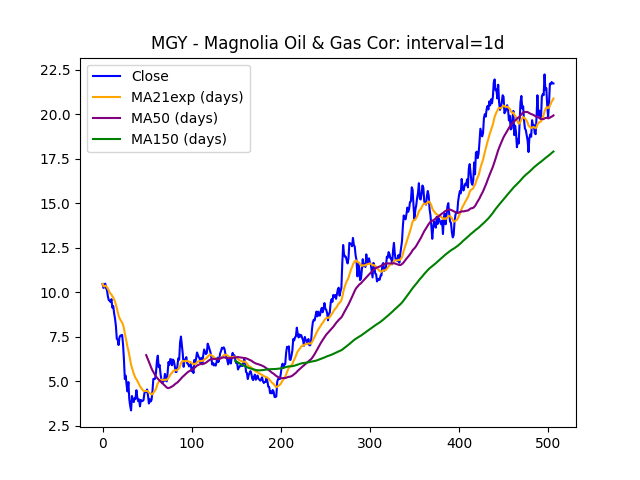 MGY - Magnolia Oil & Gas Cor: interval=1d
Close
MA21exp (days)
MA50 (days)
MA150 (days)
22.5
20.0
17.5
15.0
12.5
10.0
7.5
5.0
2.5
0 100 200 300 400 500